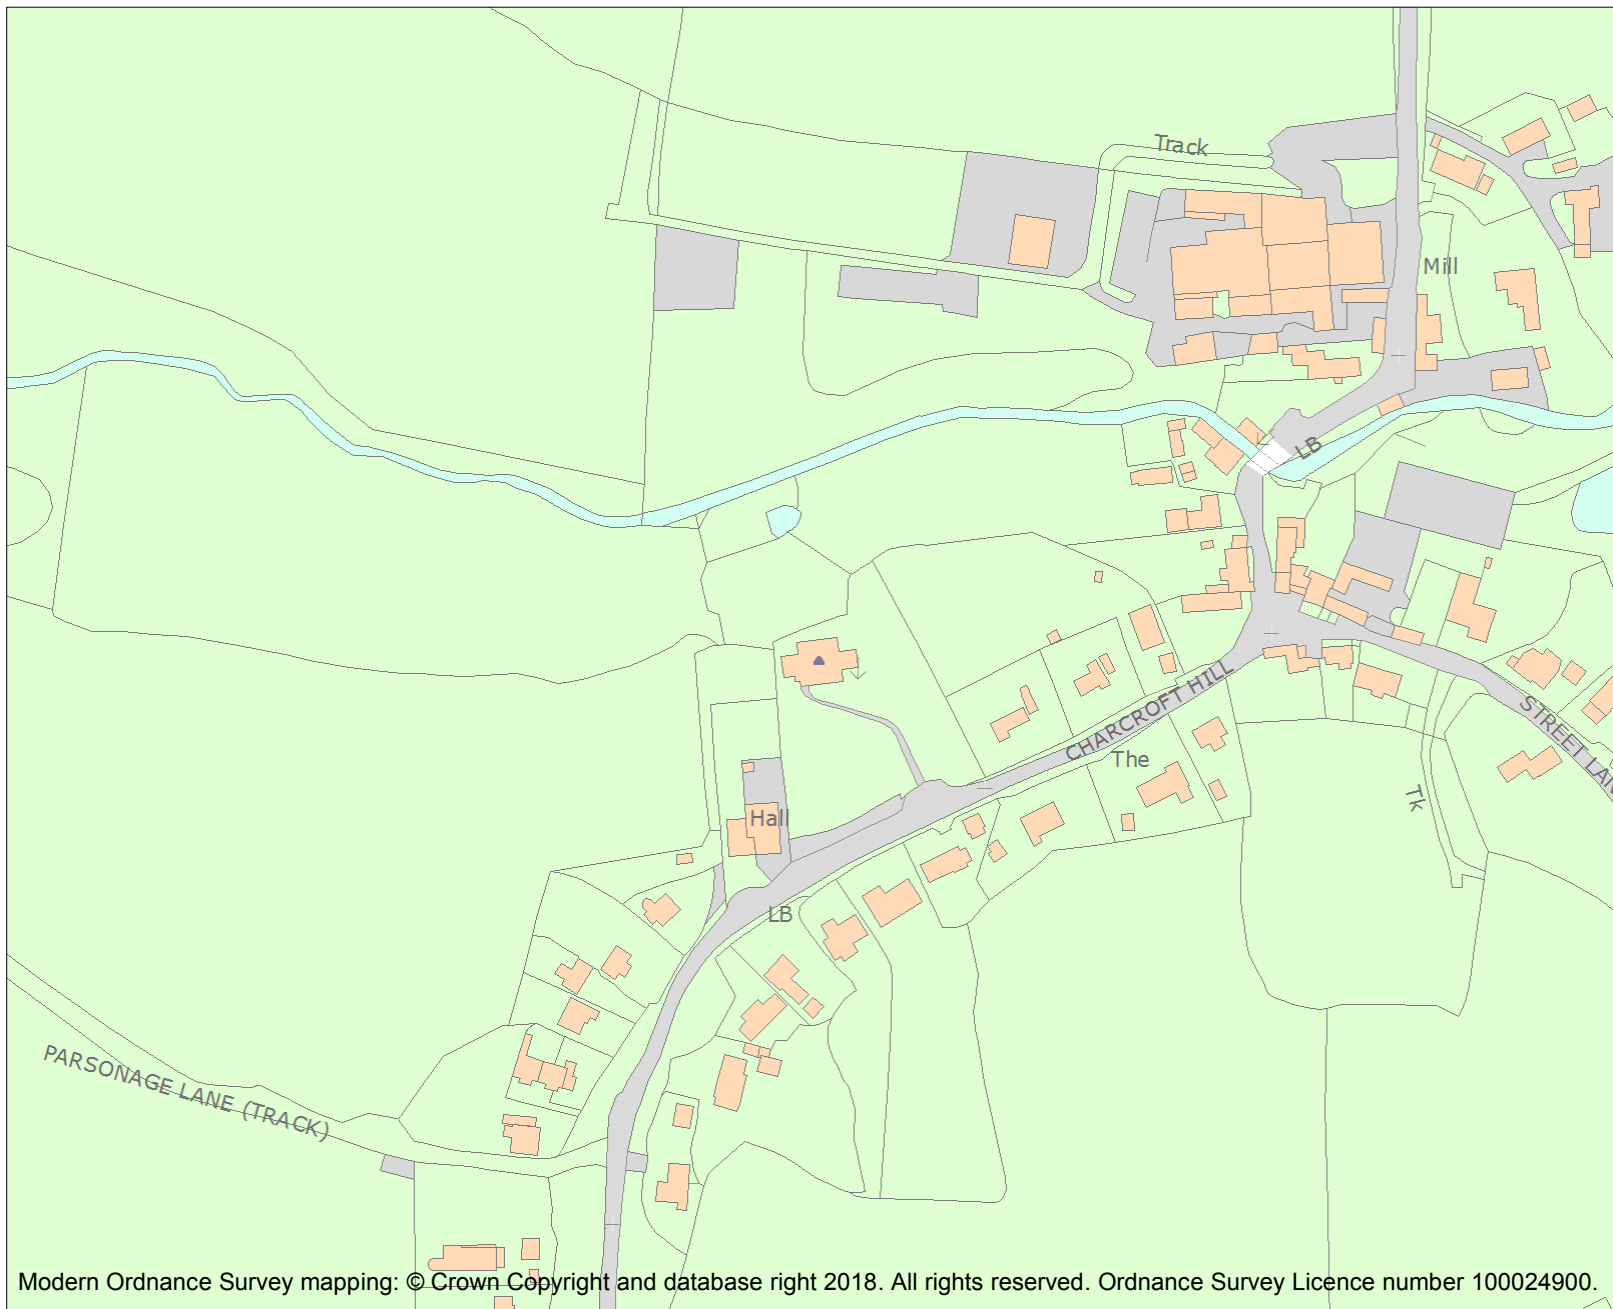 Track
Mill
LB
CHARCROFT HILL
The
STREET LAN
Tk
Hall
LB
PARSONAGE LANE (TRACK)
Modern Ordnance Survey mapping: © Crown Copyright and database right 2018. All rights reserved. Ordnance Survey Licence number 100024900.